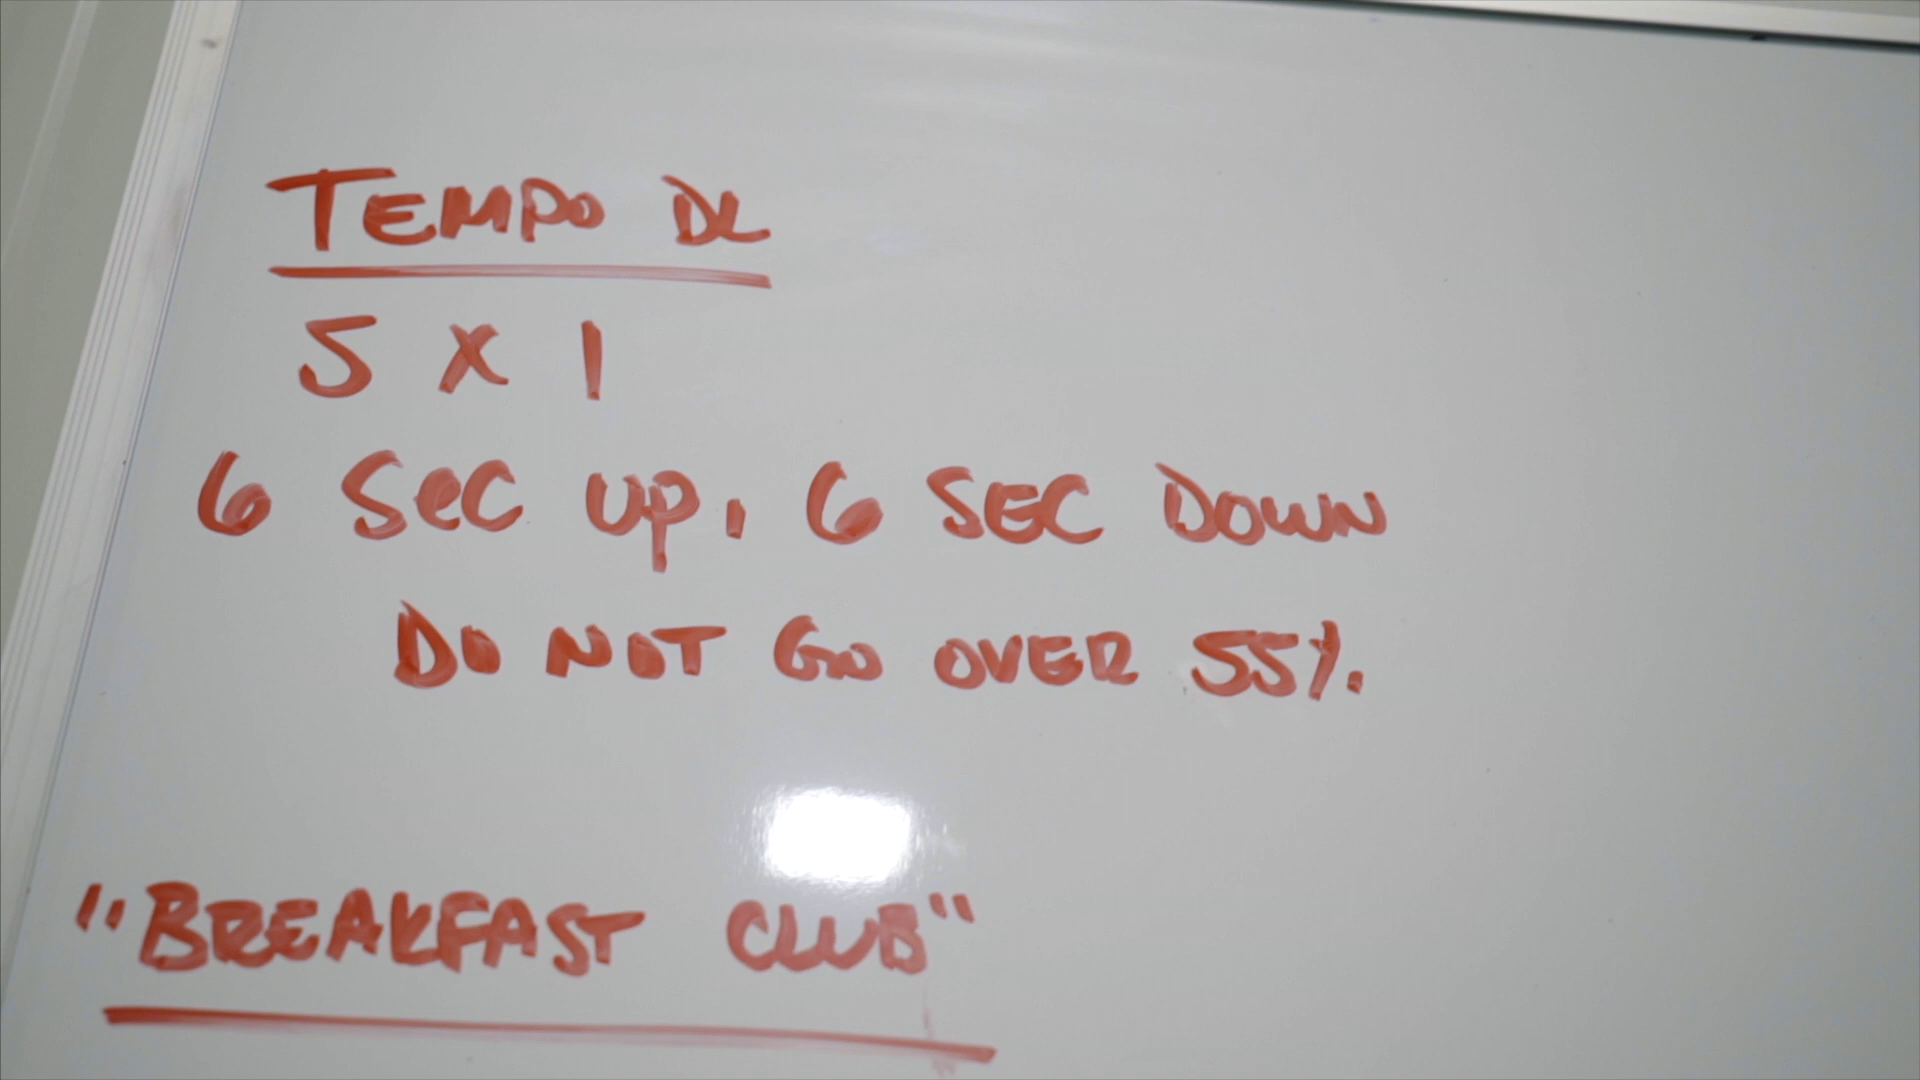 TEMPO DL
5 X 1
6 SEC UP, 6 SEC DOWN
DO NOT GO OVER 55%.
"BREAKFAST CLUB"